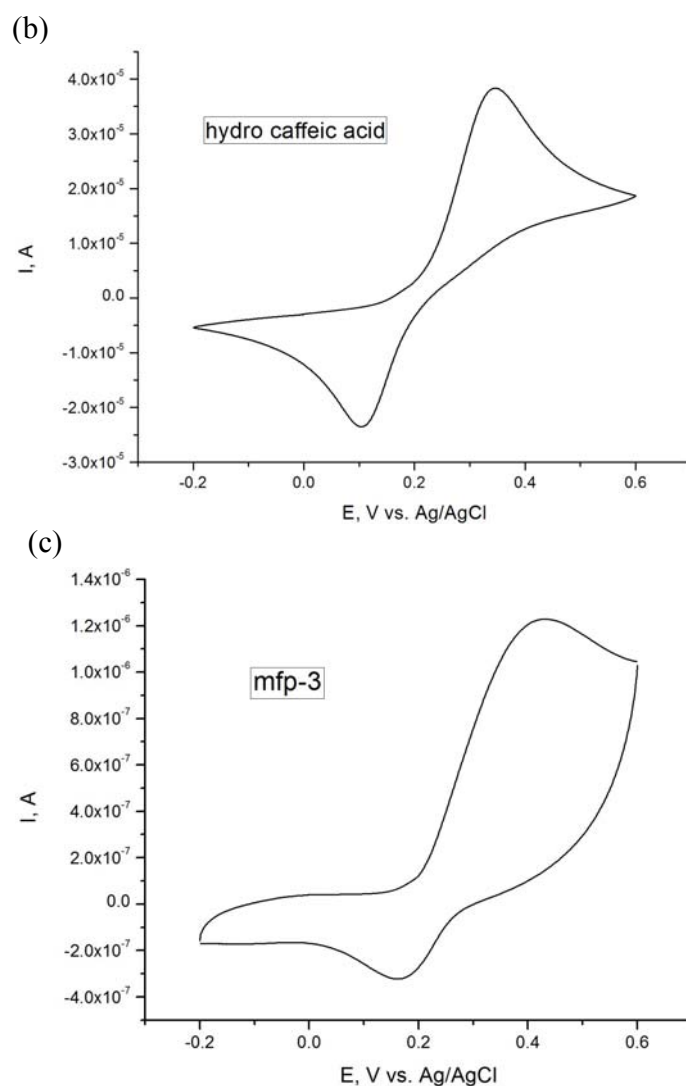 (b)
hydro caffeic acid
I, A
4.0x10⁻⁵
3.0x10⁻⁵
2.0x10⁻⁵
1.0x10⁻⁵
0.0
-1.0x10⁻⁵
-2.0x10⁻⁵
-3.0x10⁻⁵
-0.2 0.0 0.2 0.4 0.6
E, V vs. Ag/AgCl
(c)
mfp-3
I, A
1.4x10⁻⁶
1.2x10⁻⁶
1.0x10⁻⁶
8.0x10⁻⁷
6.0x10⁻⁷
4.0x10⁻⁷
2.0x10⁻⁷
0.0
-2.0x10⁻⁷
-4.0x10⁻⁷
-0.2 0.0 0.2 0.4 0.6
E, V vs. Ag/AgCl